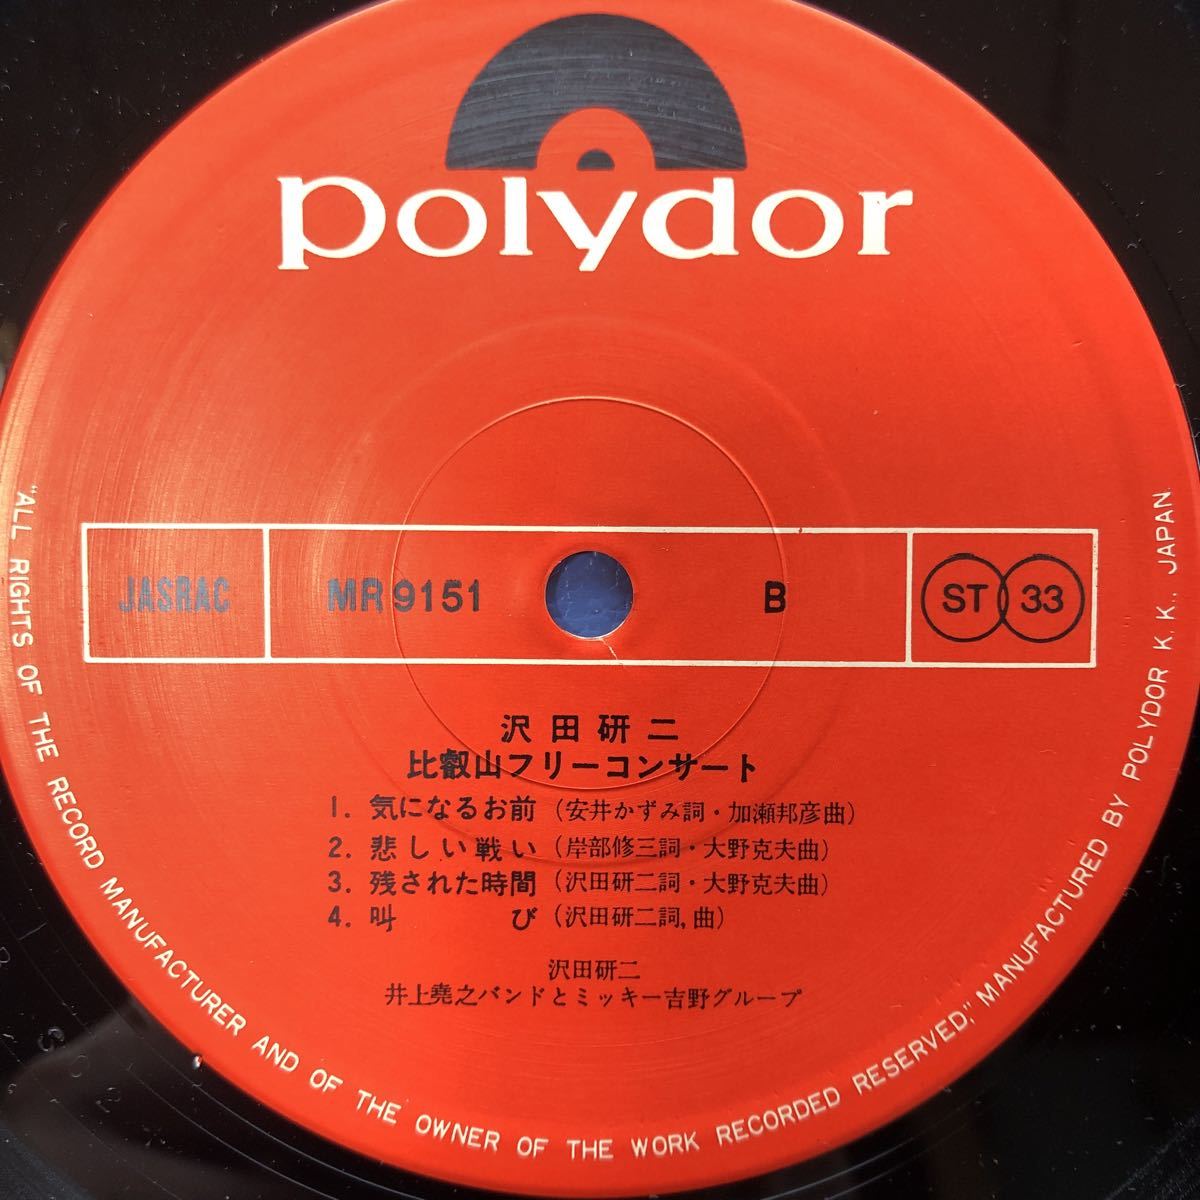 polydor
JASRAC MR 9151 B ST 33
沢田研二
比叡山フリーコンサート
1. 気になるお前 (安井かずみ詞・加瀬邦彦曲)
2. 悲しい戦い (岸部修三詞・大野克夫曲)
3. 残された時間 (沢田研二詞・大野克夫曲)
4. 叫び (沢田研二詞,曲)
沢田研二
井上堯之バンドとミッキー吉野グループ
"ALL RIGHTS OF THE RECORD MANUFACTURER AND OF THE OWNER OF THE WORK RECORDED RESERVED," MANUFACTURED BY POLYDOR K. K., JAPAN